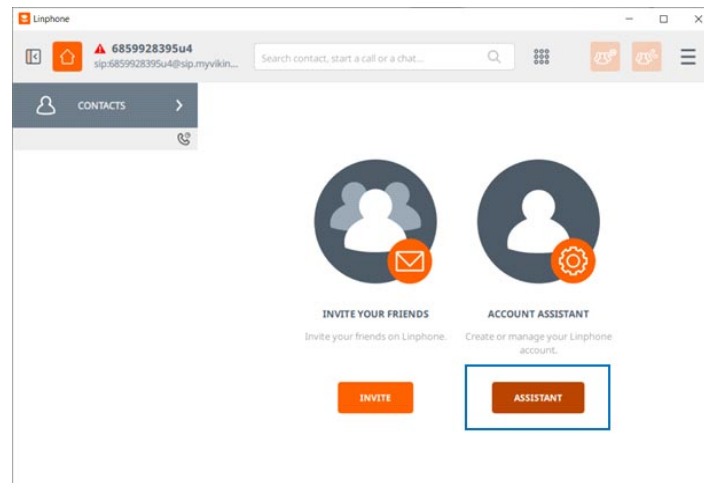 Linphone
6859928395u4
sip:6859928395u4@sip.myvikin...
Search contact, start a call or a chat...
CONTACTS
INVITE YOUR FRIENDS
Invite your friends on Linphone.
INVITE
ACCOUNT ASSISTANT
Create or manage your Linphone
account.
ASSISTANT